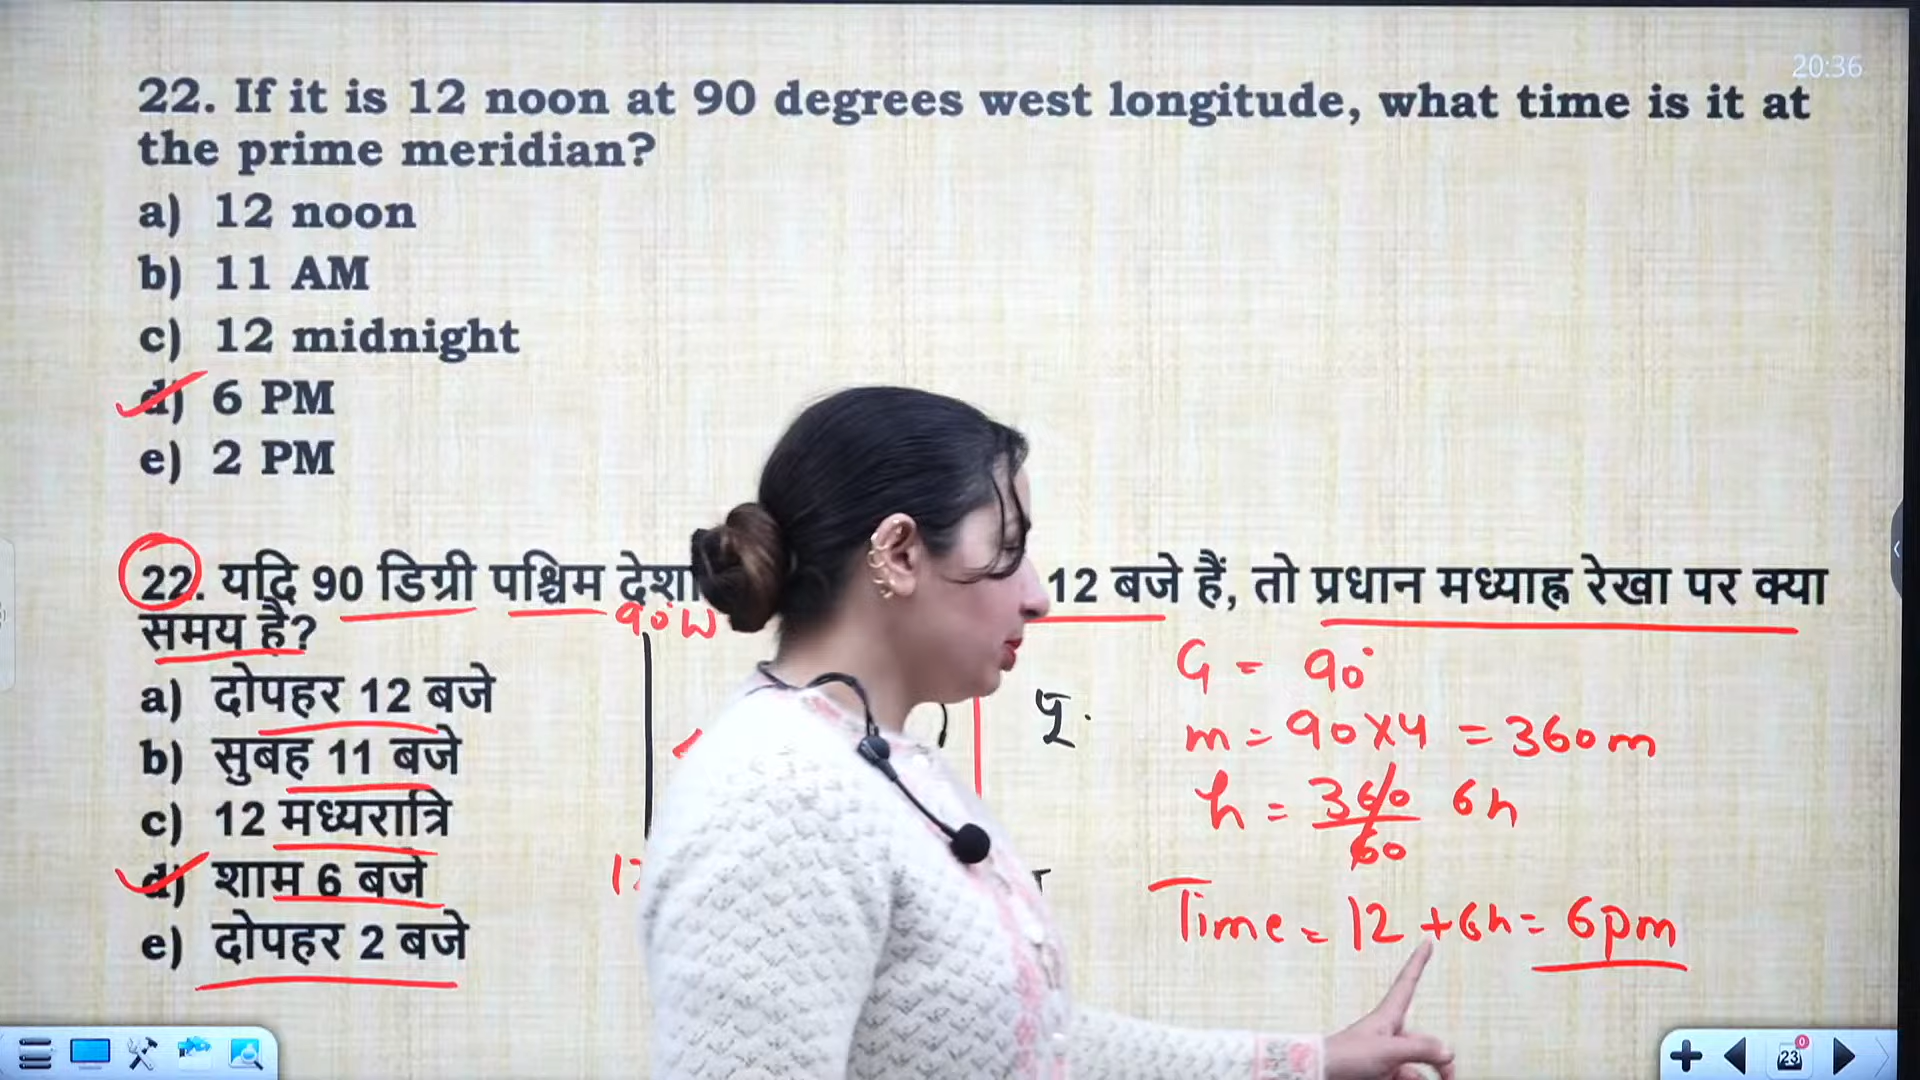 20:36
22. If it is 12 noon at 90 degrees west longitude, what time is it at
the prime meridian?
a) 12 noon
b) 11 AM
c) 12 midnight
d) 6 PM
e) 2 PM
22. यदि 90 डिग्री पश्चिम देशा 12 बजे हैं, तो प्रधान मध्याह्न रेखा पर क्या
समय है?
90°W
a) दोपहर 12 बजे
b) सुबह 11 बजे
c) 12 मध्यरात्रि
d) शाम 6 बजे
e) दोपहर 2 बजे
G = 90°
m = 90×4 = 360m
h = 360/60 6h
Time = 12 +6h = 6pm
23
0